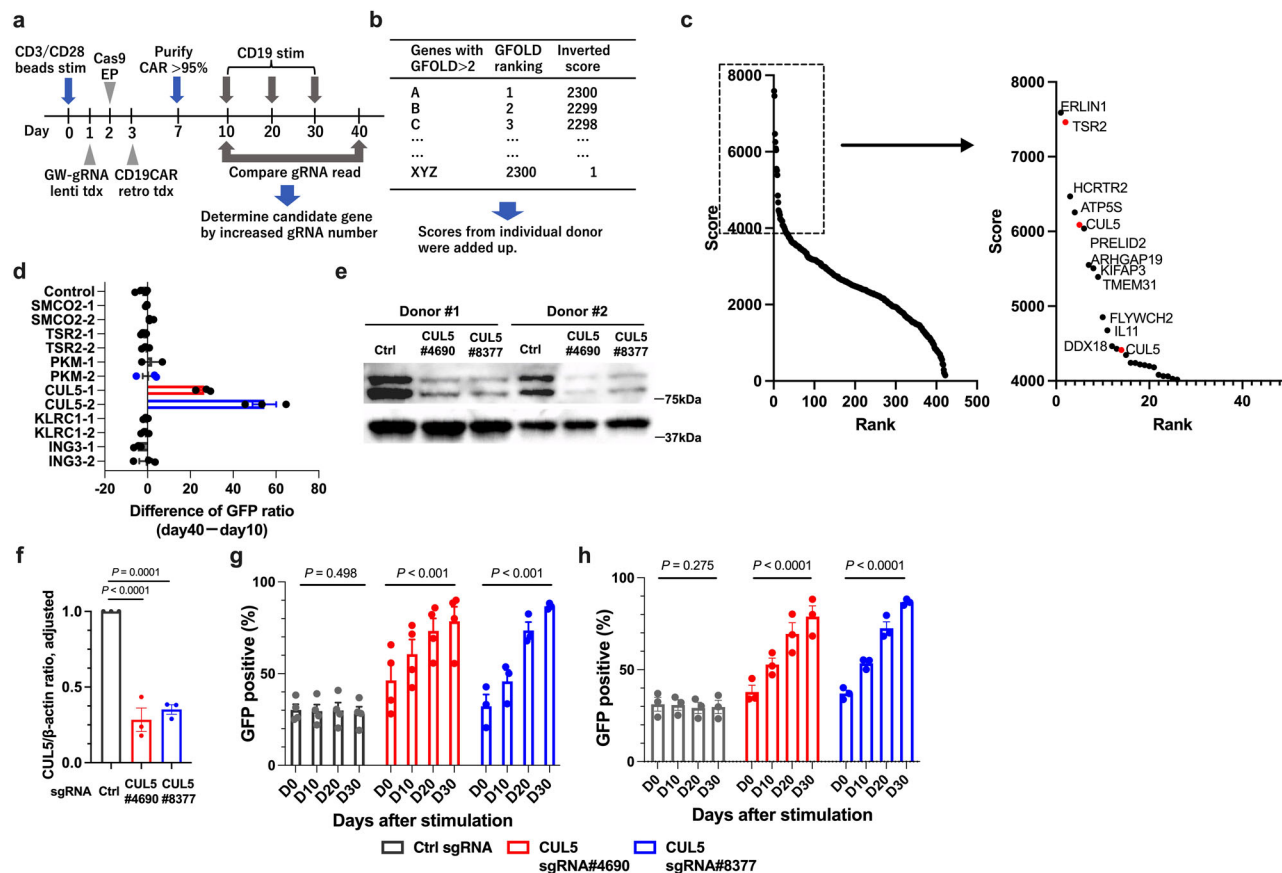 a
CD3/CD28
beads stim
Cas9
EP
Purify
CAR >95%
CD19 stim
Day 0 1 2 3 7 10 20 30 40
GW-gRNA
lenti tdx
CD19CAR
retro tdx
Compare gRNA read
Determine candidate gene
by increased gRNA number
b
Genes with
GFOLD>2
GFOLD
ranking
Inverted
score
A 1 2300
B 2 2299
C 3 2298
... ... ...
... ... ...
XYZ 2300 1
Scores from individual donor
were added up.
c
Score
8000
6000
4000
2000
0
0 100 200 300 400 500
Rank
Score
8000
7000
6000
5000
4000
ERLIN1
TSR2
HCRTR2
ATP5S
CUL5
PRELID2
ARHGAP19
KIFAP3
TMEM31
FLYWCH2
IL11
DDX18
CUL5
0 20 40
Rank
d
Control
SMCO2-1
SMCO2-2
TSR2-1
TSR2-2
PKM-1
PKM-2
CUL5-1
CUL5-2
KLRC1-1
KLRC1-2
ING3-1
ING3-2
-20 0 20 40 60 80
Difference of GFP ratio
(day40－day10)
e
Donor #1 Donor #2
Ctrl
CUL5
#4690
CUL5
#8377
Ctrl
CUL5
#4690
CUL5
#8377
75kDa
37kDa
f
P = 0.0001
P < 0.0001
CUL5/β-actin ratio, adjusted
1.0
0.5
0.0
sgRNA Ctrl CUL5 CUL5
#4690 #8377
g
P = 0.498 P < 0.001 P < 0.001
GFP positive (%)
100
50
0
D0 D10 D20 D30 D0 D10 D20 D30 D0 D10 D20 D30
Days after stimulation
h
P = 0.275 P < 0.0001 P < 0.0001
GFP positive (%)
100
50
0
D0 D10 D20 D30 D0 D10 D20 D30 D0 D10 D20 D30
Days after stimulation
Ctrl sgRNA
CUL5
sgRNA#4690
CUL5
sgRNA#8377